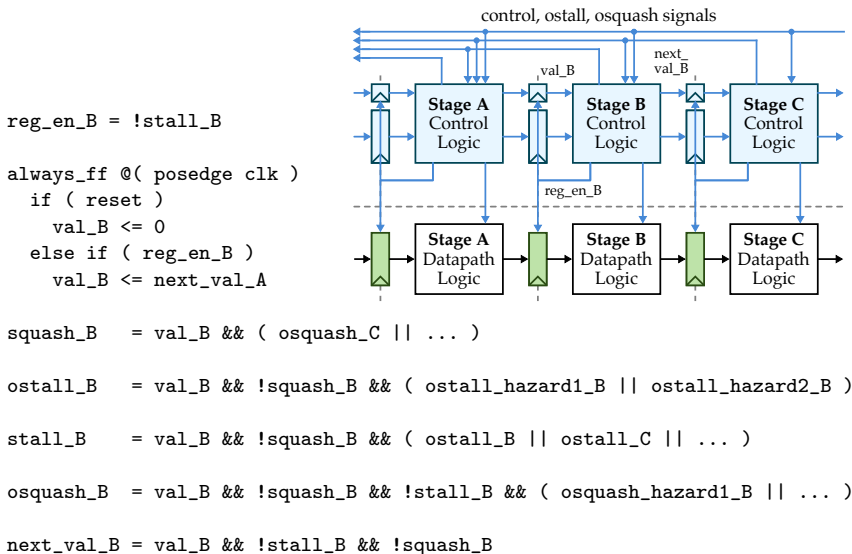 control, ostall, osquash signals
val_B
next_
val_B
Stage A
Control
Logic
Stage B
Control
Logic
Stage C
Control
Logic
reg_en_B
Stage A
Datapath
Logic
Stage B
Datapath
Logic
Stage C
Datapath
Logic
reg_en_B = !stall_B
always_ff @( posedge clk )
if ( reset )
val_B <= 0
else if ( reg_en_B )
val_B <= next_val_A
squash_B = val_B && ( osquash_C || ... )
ostall_B = val_B && !squash_B && ( ostall_hazard1_B || ostall_hazard2_B )
stall_B = val_B && !squash_B && ( ostall_B || ostall_C || ... )
osquash_B = val_B && !squash_B && !stall_B && ( osquash_hazard1_B || ... )
next_val_B = val_B && !stall_B && !squash_B